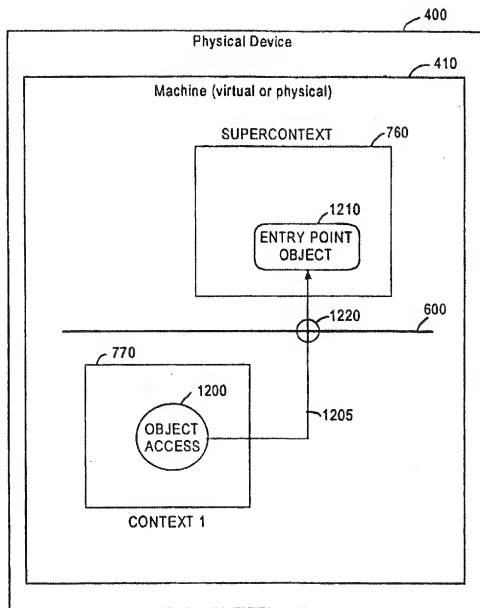 400
Physical Device
410
Machine (virtual or physical)
SUPERCONTEXT
760
1210
ENTRY POINT
OBJECT
1220
600
770
1200
OBJECT
ACCESS
1205
CONTEXT 1